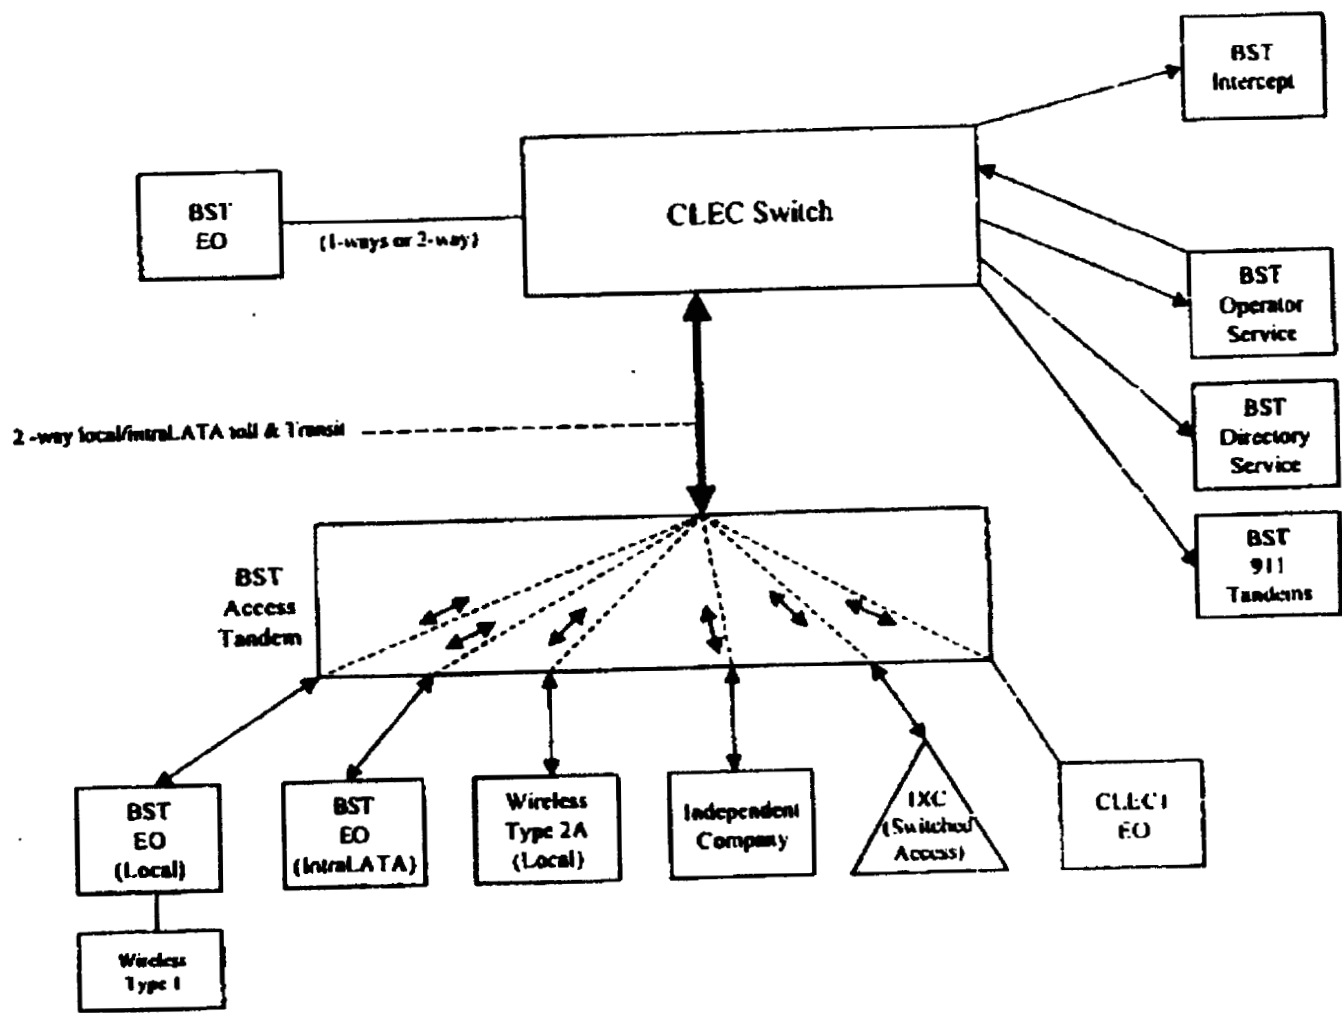 BST
Intercept
BST
EO
(1-ways or 2-way)
CLEC Switch
BST
Operator
Service
BST
Directory
Service
2 -way local/intraLATA toll & Transit
BST
911
Tandems
BST
Access
Tandem
BST
EO
(Local)
BST
EO
(IntraLATA)
Wireless
Type 2A
(Local)
Independent
Company
IXC
(Switched
Access)
CLEC1
EO
Wireless
Type 1